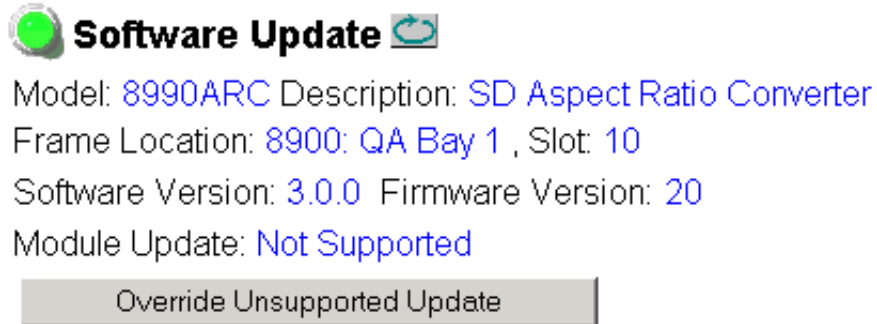 Software Update
Model: 8990ARC Description: SD Aspect Ratio Converter
Frame Location: 8900: QA Bay 1 , Slot: 10
Software Version: 3.0.0 Firmware Version: 20
Module Update: Not Supported
Override Unsupported Update